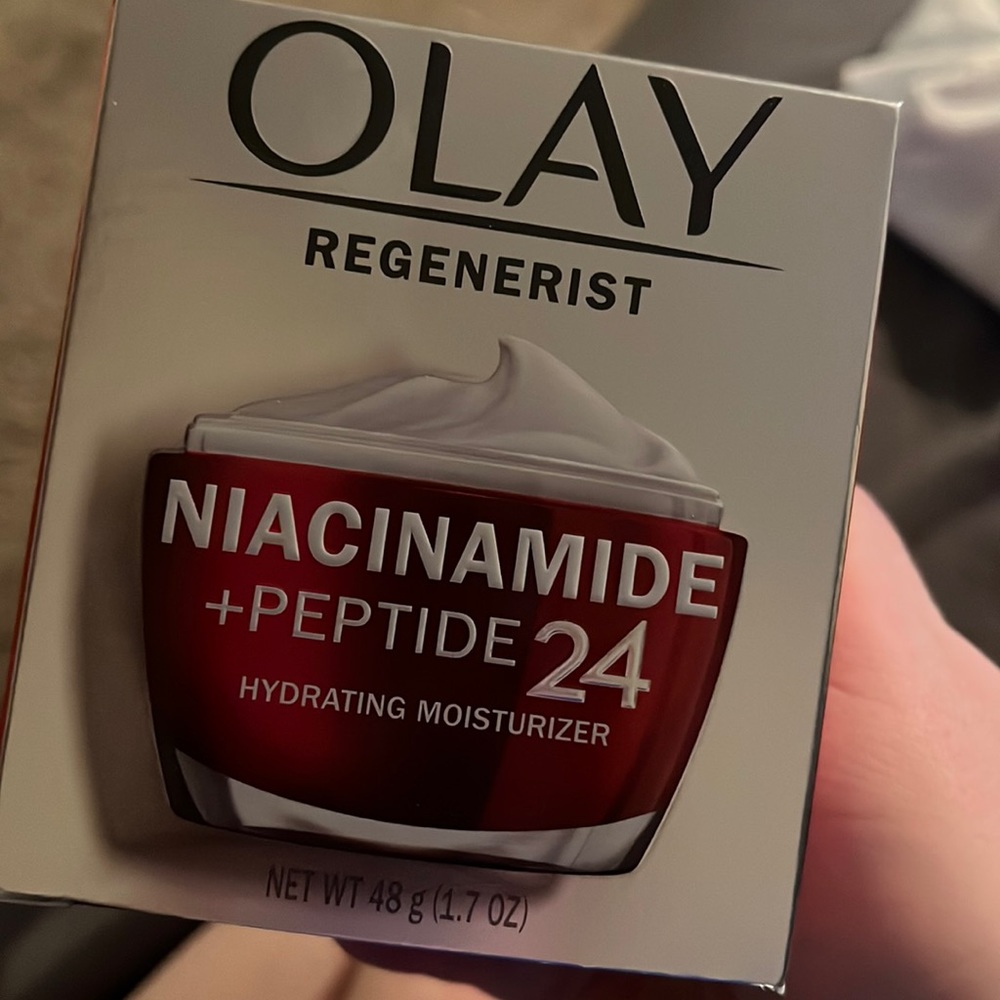 OLAY
REGENERIST
NIACINAMIDE
+PEPTIDE 24
HYDRATING MOISTURIZER
NET WT 48 g (1.7 OZ)